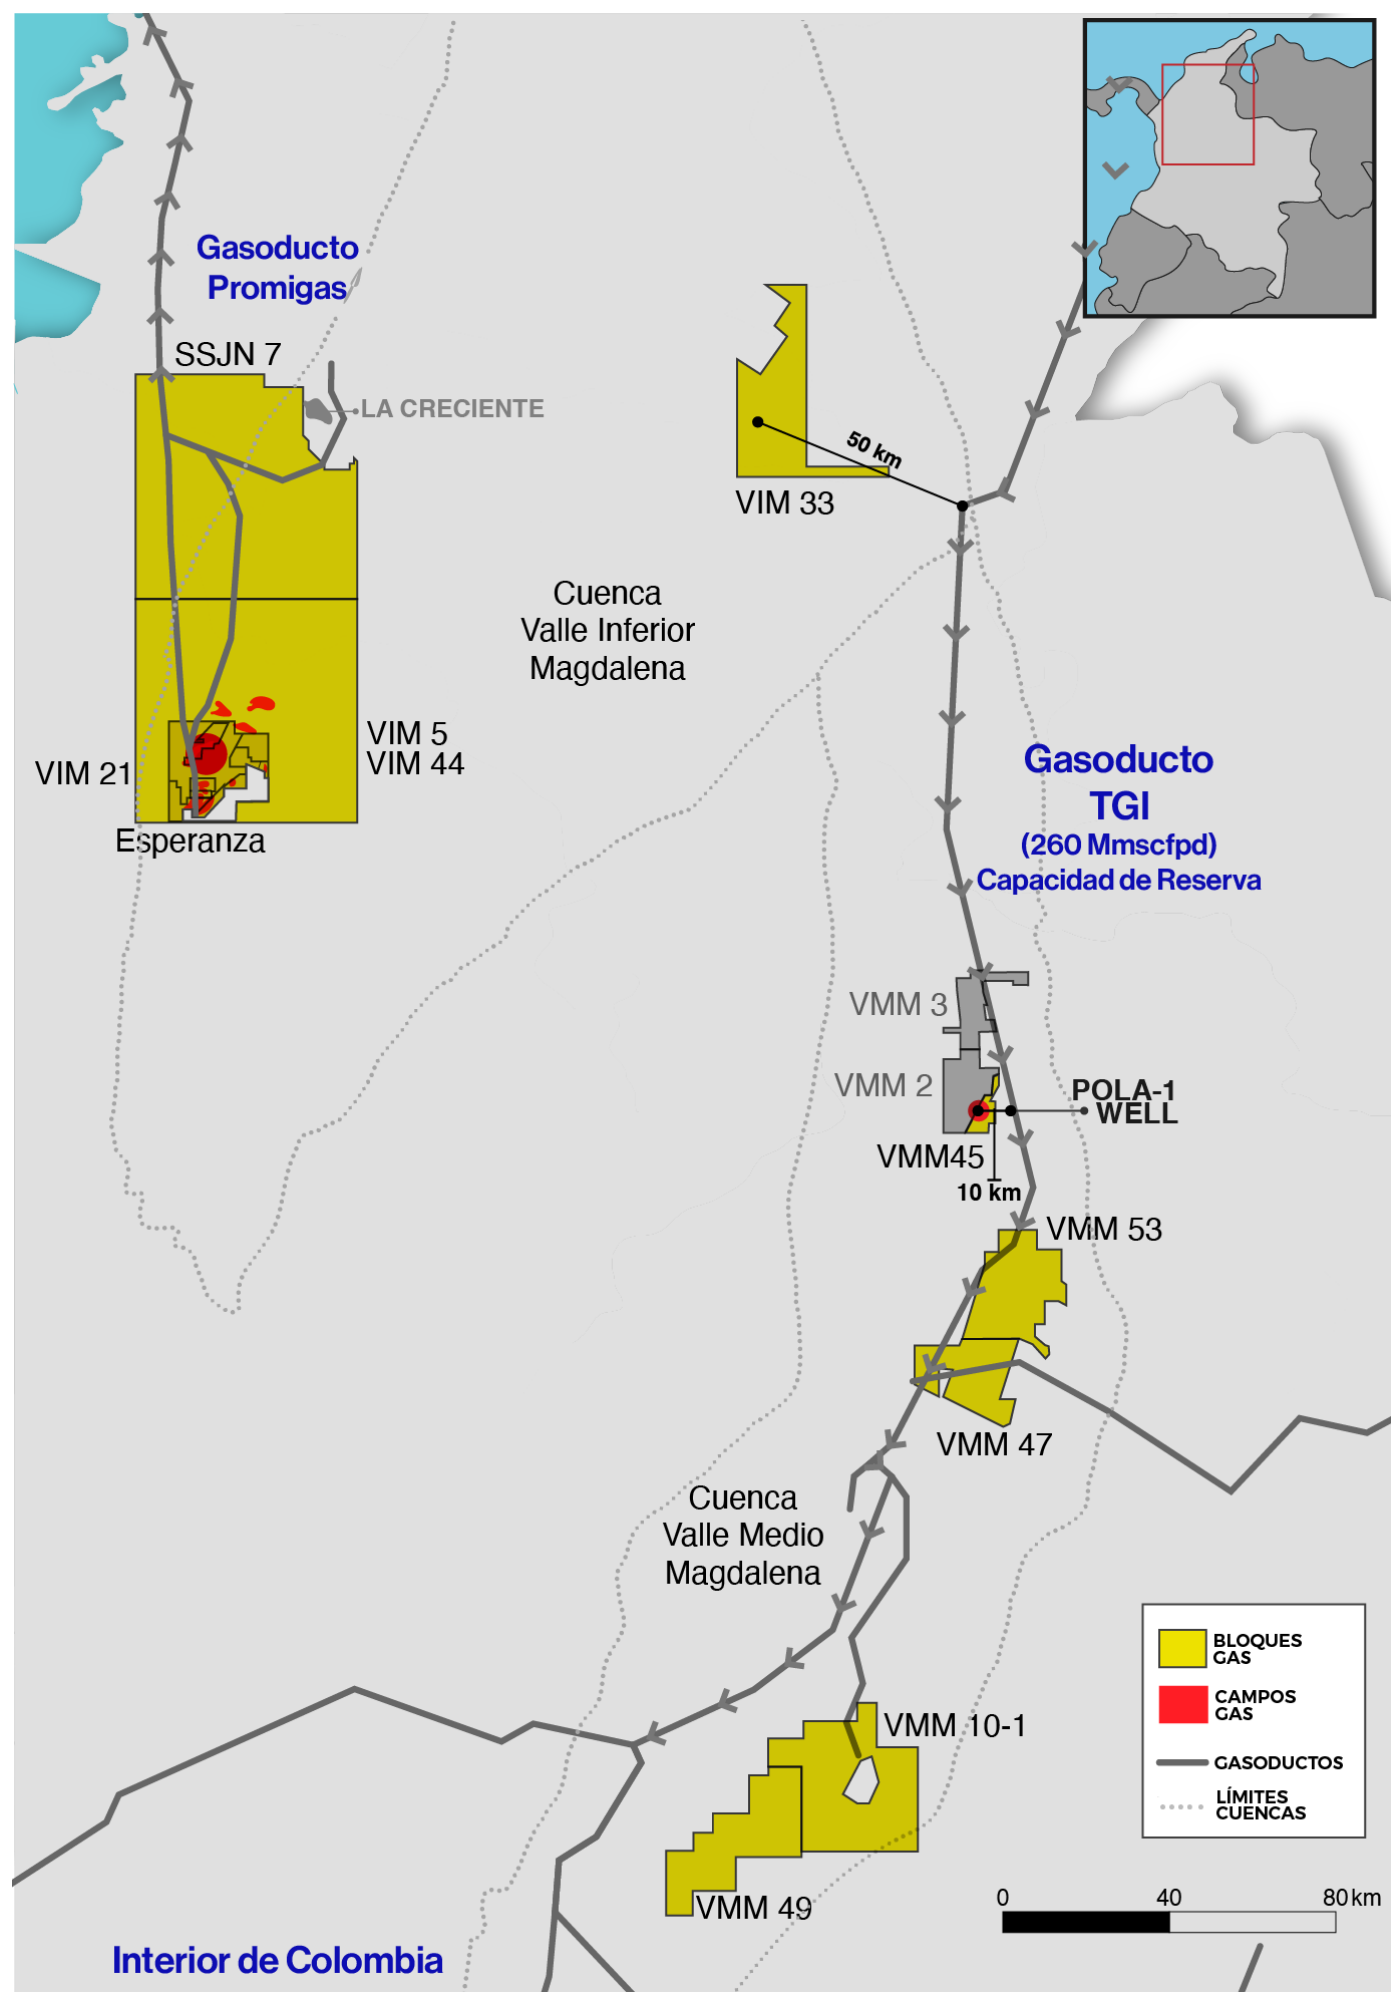 Gasoducto
Promigas
SSJN 7
LA CRECIENTE
50 km
VIM 33
Cuenca
Valle Inferior
Magdalena
VIM 5
VIM 44
VIM 21
Esperanza
Gasoducto
TGI
(260 Mmscfpd)
Capacidad de Reserva
VMM 3
VMM 2
POLA-1
WELL
VMM45
10 km
VMM 53
VMM 47
Cuenca
Valle Medio
Magdalena
VMM 10-1
VMM 49
Interior de Colombia
BLOQUES
GAS
CAMPOS
GAS
GASODUCTOS
LÍMITES
CUENCAS
0 40 80 km